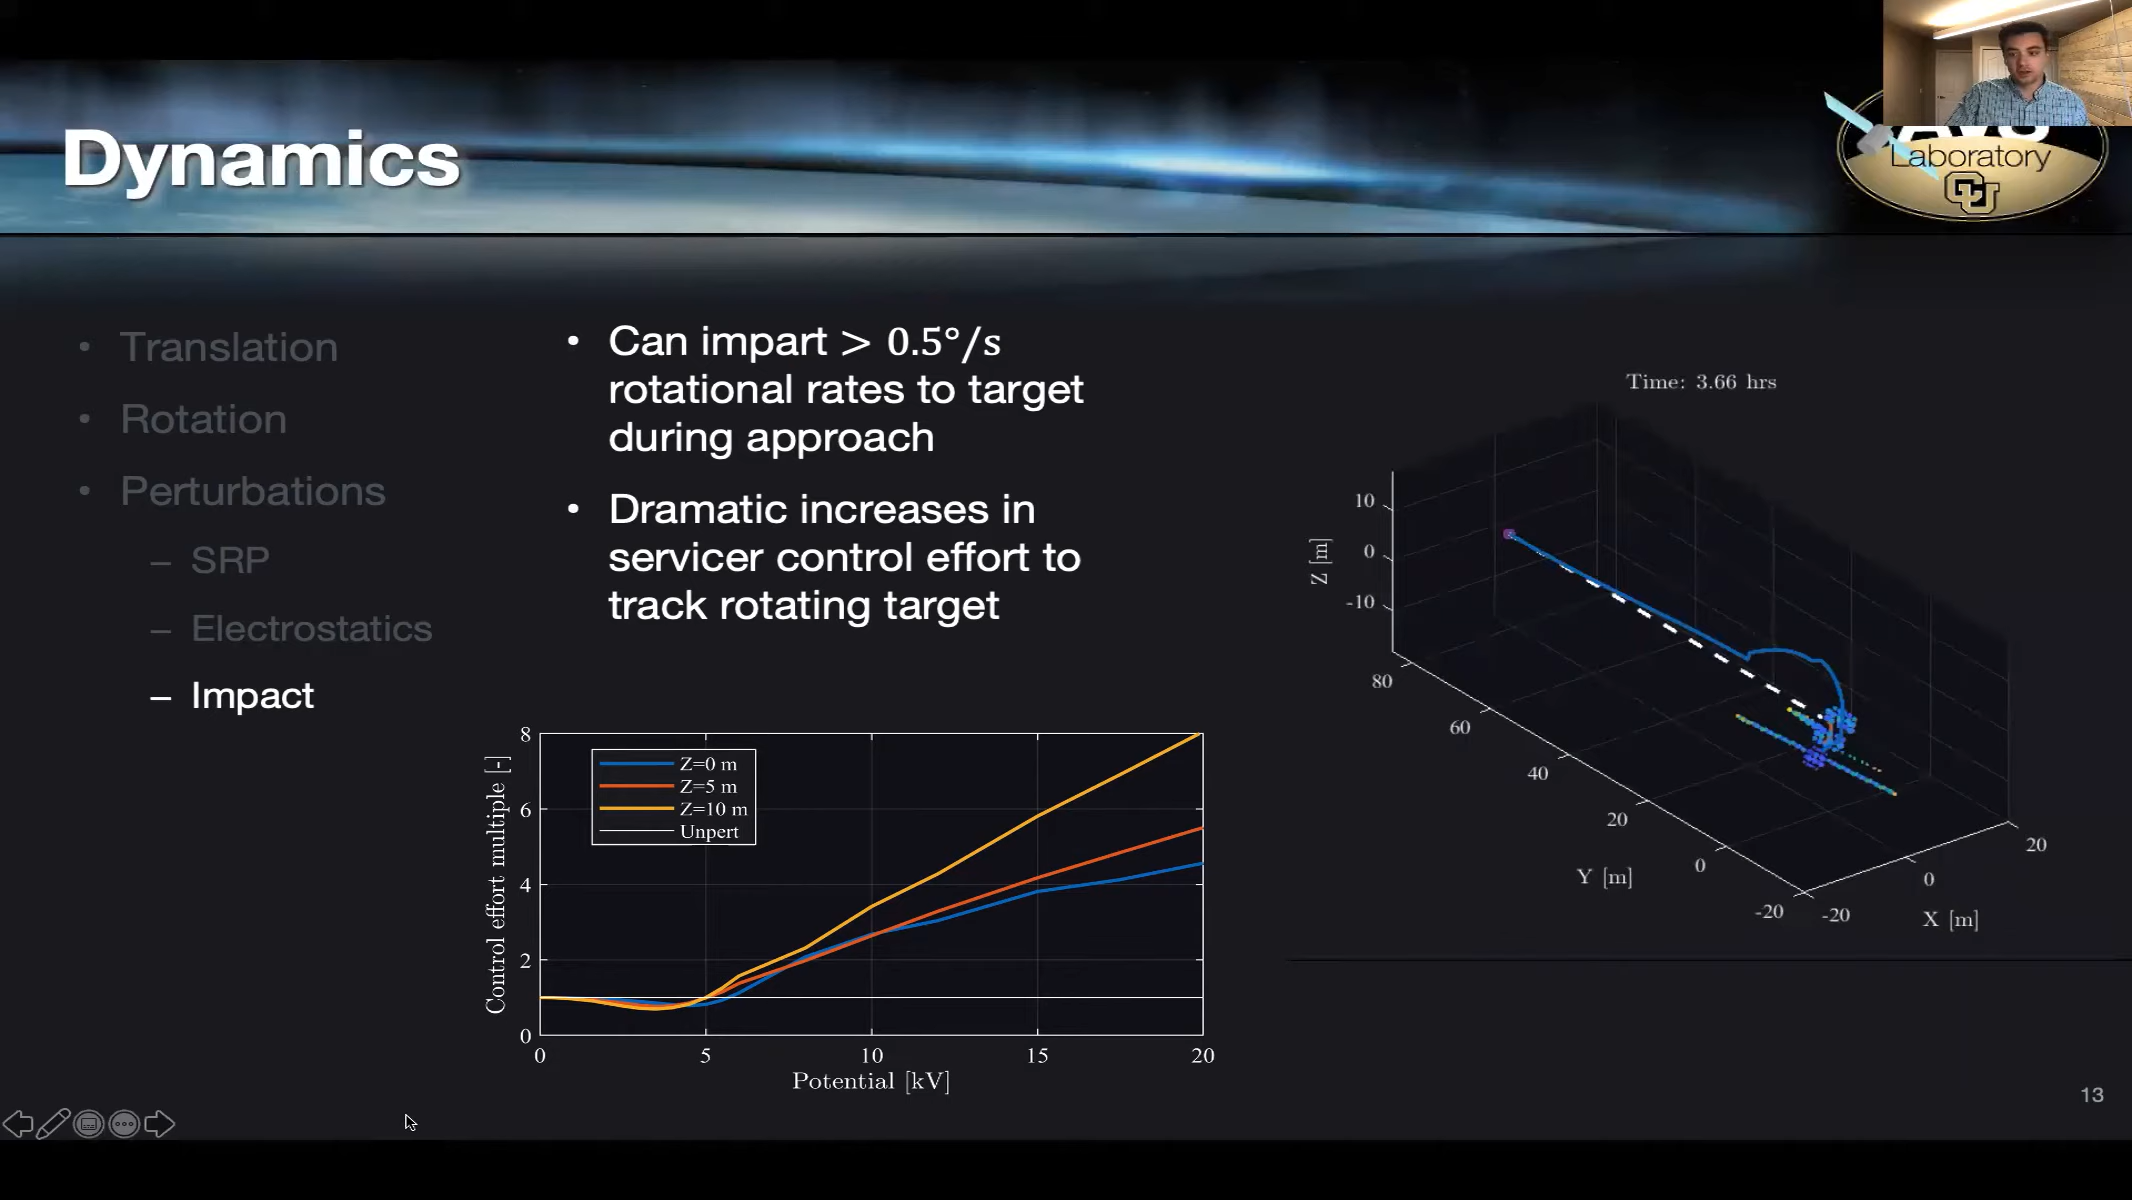 Dynamics
Laboratory
CU
• Translation
• Rotation
• Perturbations
– SRP
– Electrostatics
– Impact
• Can impart > 0.5°/s
rotational rates to target
during approach
• Dramatic increases in
servicer control effort to
track rotating target
8
6
4
2
0
0
5
10
15
20
Control effort multiple [-]
Potential [kV]
Z=0 m
Z=5 m
Z=10 m
Unpert
Time: 3.66 hrs
10
0
-10
Z [m]
80
60
40
20
0
-20
Y [m]
-20
0
20
X [m]
13